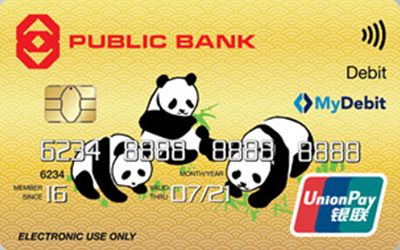 PUBLIC BANK
Debit
MyDebit
6234 8888 8888 8888
6234
MONTH/YEAR
MEMBER SINCE 16 VALID THRU 07/21
UnionPay
银联
ELECTRONIC USE ONLY